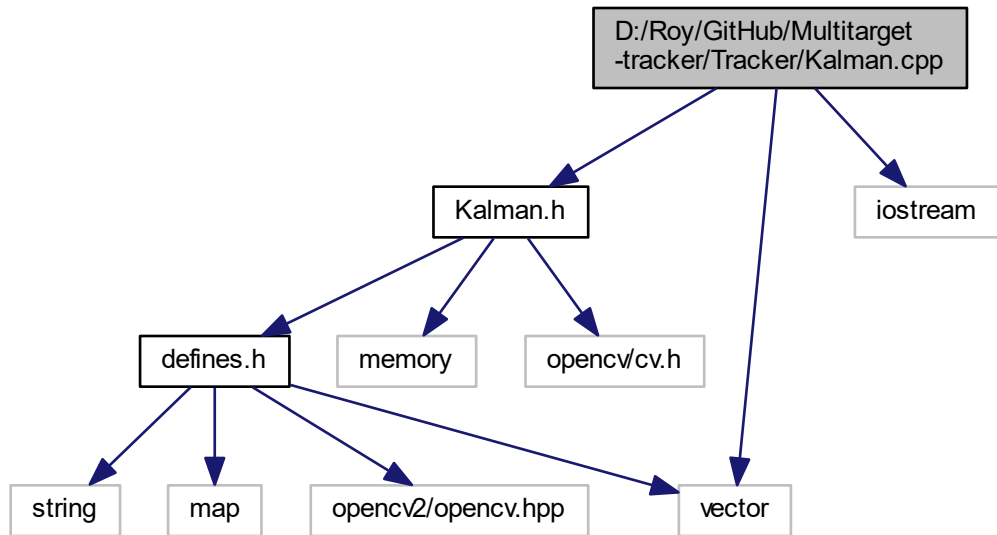 D:/Roy/GitHub/Multitarget
-tracker/Tracker/Kalman.cpp
Kalman.h
iostream
defines.h
memory
opencv/cv.h
string
map
opencv2/opencv.hpp
vector